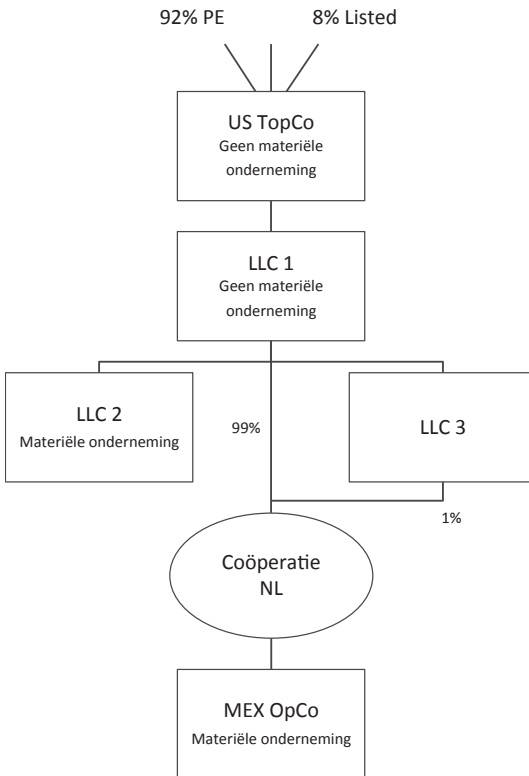 92% PE
8% Listed
US TopCo
Geen materiële
onderneming
LLC 1
Geen materiële
onderneming
LLC 2
Materiële onderneming
99%
LLC 3
1%
Coöperatie
NL
MEX OpCo
Materiële onderneming